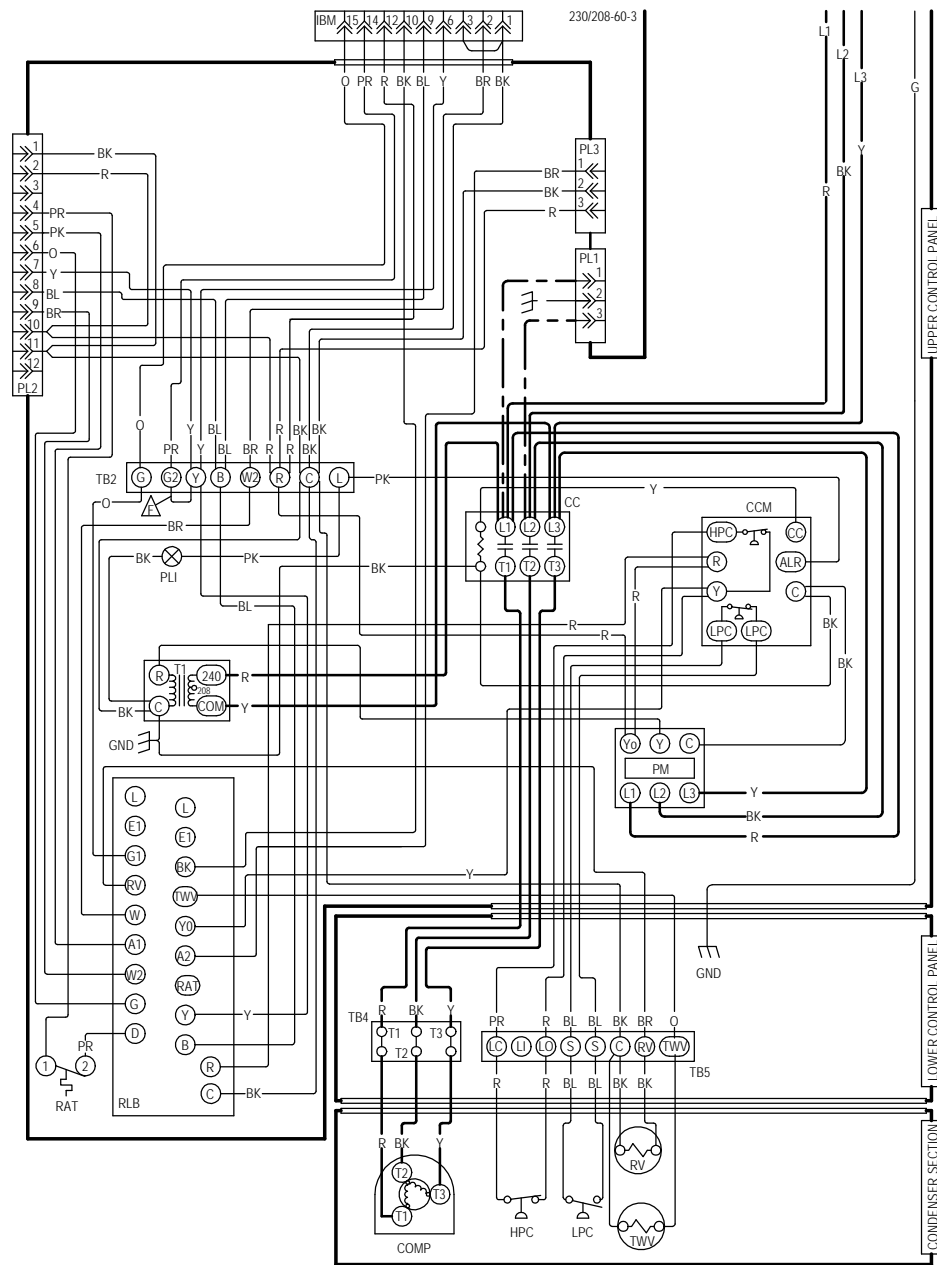 IBM 15 14 12 10 9 6 3 2 1
230/208-60-3
L1
L2
L3
O PR R BK BL Y BR BK
G
1 BK
2 R
3
4 PR
5 PK
6 O
7 Y
8 BL
9 BR
10
11
12
PL2
PL3
1 BR
2 BK
3 R
Y
BK
R
PL1
1
2
3
UPPER CONTROL PANEL
O PR Y Y BL BL BR R R R BK BK BK
TB2 G G2 Y B W2 R C L PK
F
O
BR
BK PK
PLI
BL
BK
CC
L1 L2 L3
T1 T2 T3
Y
CCM
HPC CC
R ALR
Y C
LPC LPC
R
R
R
BK
BK
T1
R 240 R
208
C COM Y
BK
GND
Yo Y C
PM
L1 L2 L3 Y
BK
R
L
L
E1
E1
G1
BK
RV
TWV
W
Y0
Y
A1
A2
W2
RAT
G
Y Y
D
B
R
C BK
RLB
PR
1 2
RAT
GND
LOWER CONTROL PANEL
R BK Y
TB4 T1 T3
T2
PR R BL BL BK BR O
LC LI LO S S C RV TWV
TB5
R R BL BL BK BK
R BK Y
T2
T3
T1
COMP
HPC
LPC
RV
TWV
CONDENSER SECTION